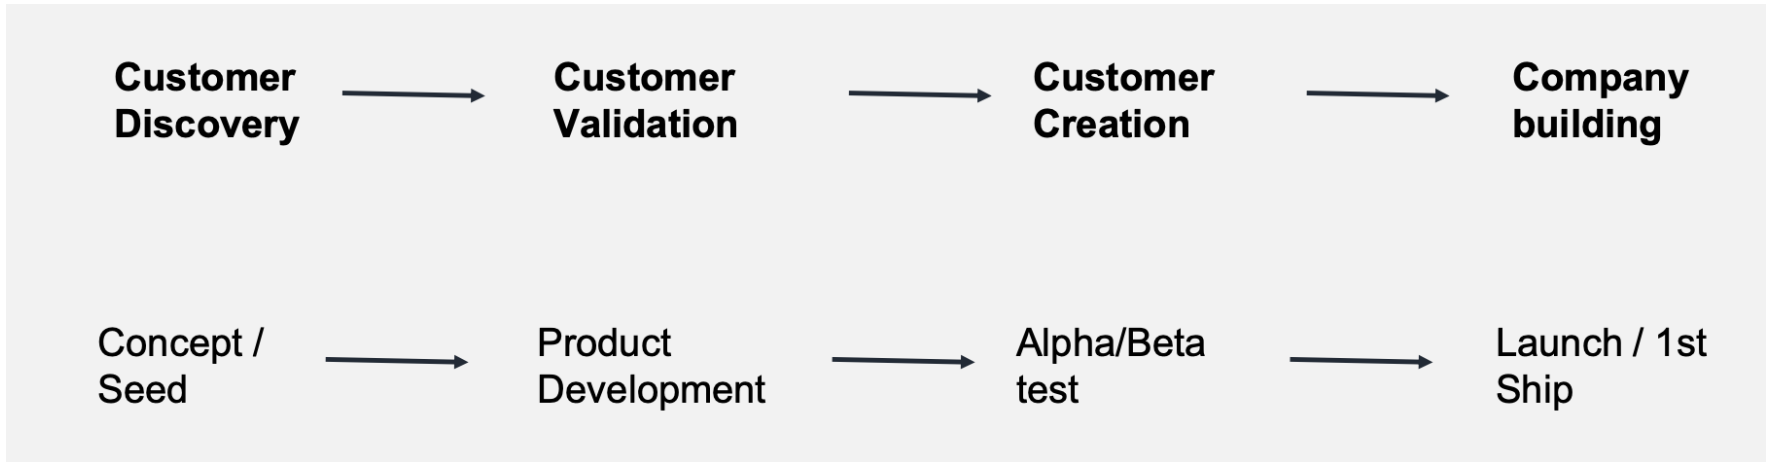 Customer
Discovery
Customer
Validation
Customer
Creation
Company
building
Concept /
Seed
Product
Development
Alpha/Beta
test
Launch / 1st
Ship